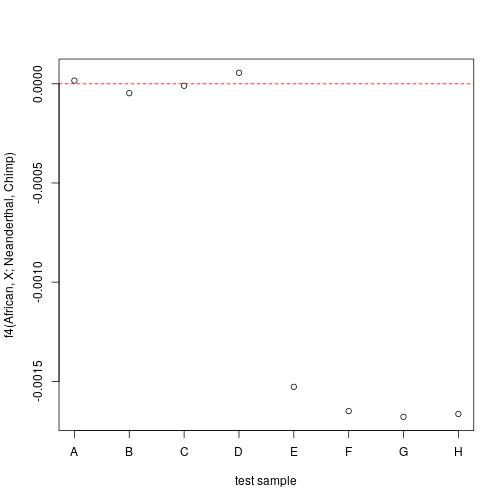 f4(African, X; Neanderthal, Chimp)
0.0000
-0.0005
-0.0010
-0.0015
A B C D E F G H
test sample